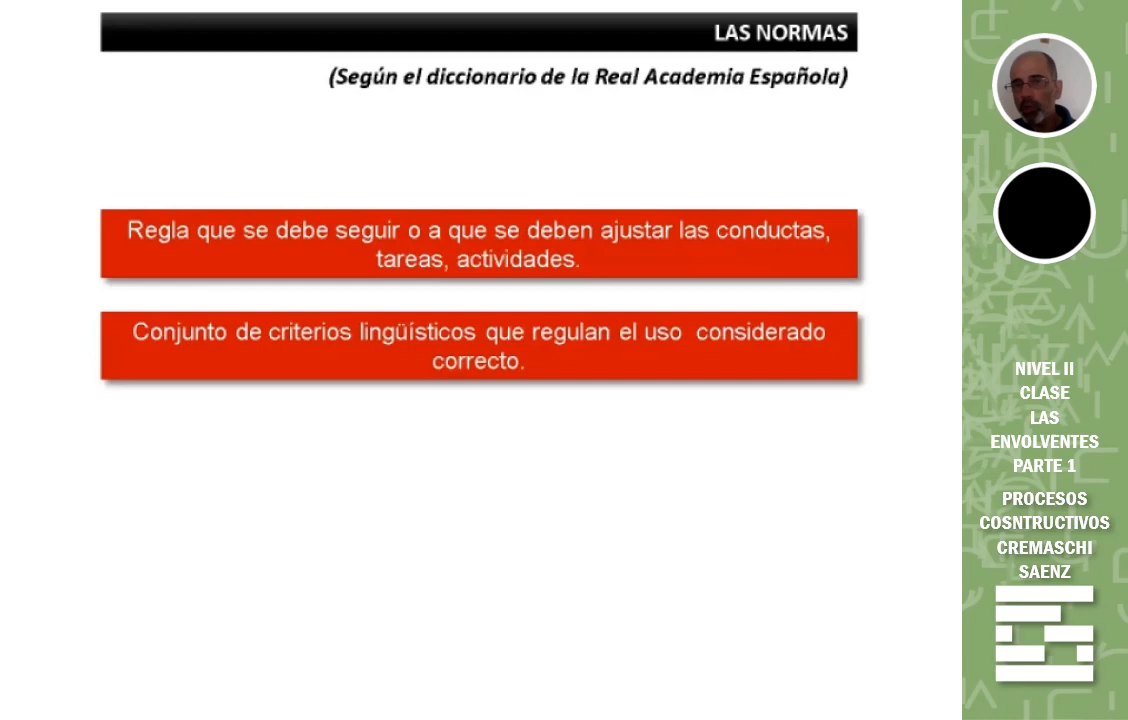 LAS NORMAS
(Según el diccionario de la Real Academia Española)
Regla que se debe seguir o a que se deben ajustar las conductas,
tareas, actividades.
Conjunto de criterios lingüísticos que regulan el uso considerado
correcto.
NIVEL II
CLASE
LAS
ENVOLVENTES
PARTE 1
PROCESOS
COSNTRUCTIVOS
CREMASCHI
SAENZ